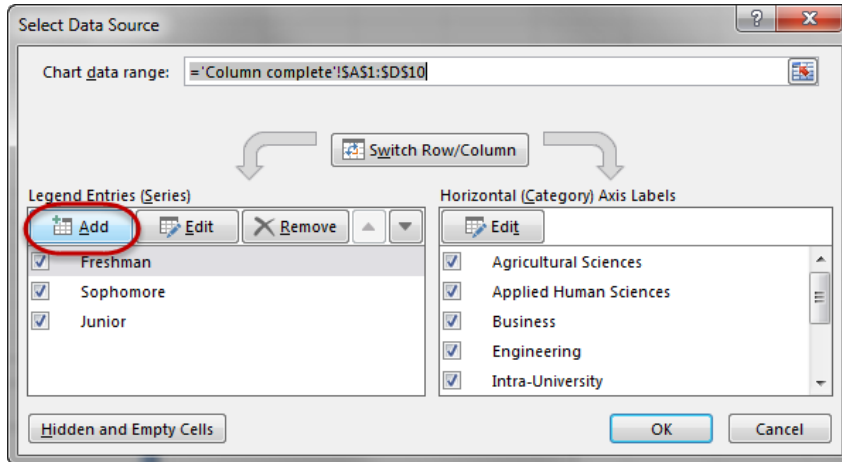 Select Data Source
Chart data range: ='Column complete'!$A$1:$D$10
Switch Row/Column
Legend Entries (Series)
Add Edit Remove
Freshman
Sophomore
Junior
Horizontal (Category) Axis Labels
Edit
Agricultural Sciences
Applied Human Sciences
Business
Engineering
Intra-University
Hidden and Empty Cells
OK Cancel